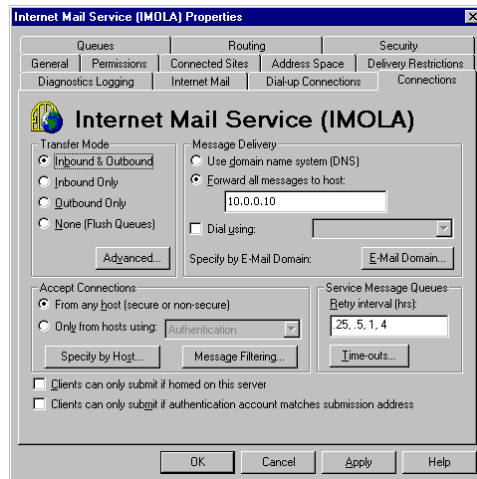 Internet Mail Service (IMOLA) Properties
Queues Routing Security
General Permissions Connected Sites Address Space Delivery Restrictions
Diagnostics Logging Internet Mail Dial-up Connections Connections
Internet Mail Service (IMOLA)
Transfer Mode
Inbound & Outbound
Inbound Only
Outbound Only
None (Flush Queues)
Advanced...
Message Delivery
Use domain name system (DNS)
Forward all messages to host:
10.0.0.10
Dial using:
Specify by E-Mail Domain: E-Mail Domain...
Accept Connections
From any host (secure or non-secure)
Only from hosts using: Authentication
Specify by Host... Message Filtering...
Service Message Queues
Retry interval (hrs):
.25, .5, 1, 4
Time-outs...
Clients can only submit if homed on this server
Clients can only submit if authentication account matches submission address
OK Cancel Apply Help